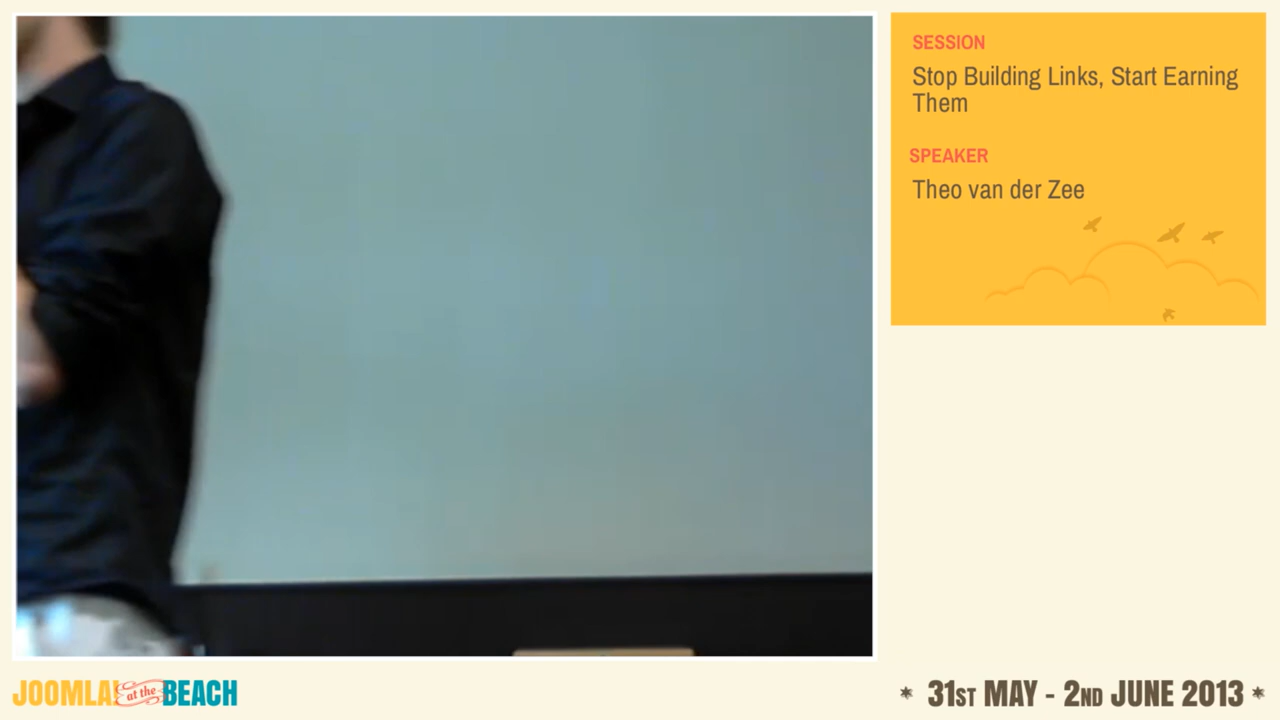 SESSION
Stop Building Links, Start Earning
Them
SPEAKER
Theo van der Zee
JOOMLA! at the BEACH
* 31ST MAY - 2ND JUNE 2013 *